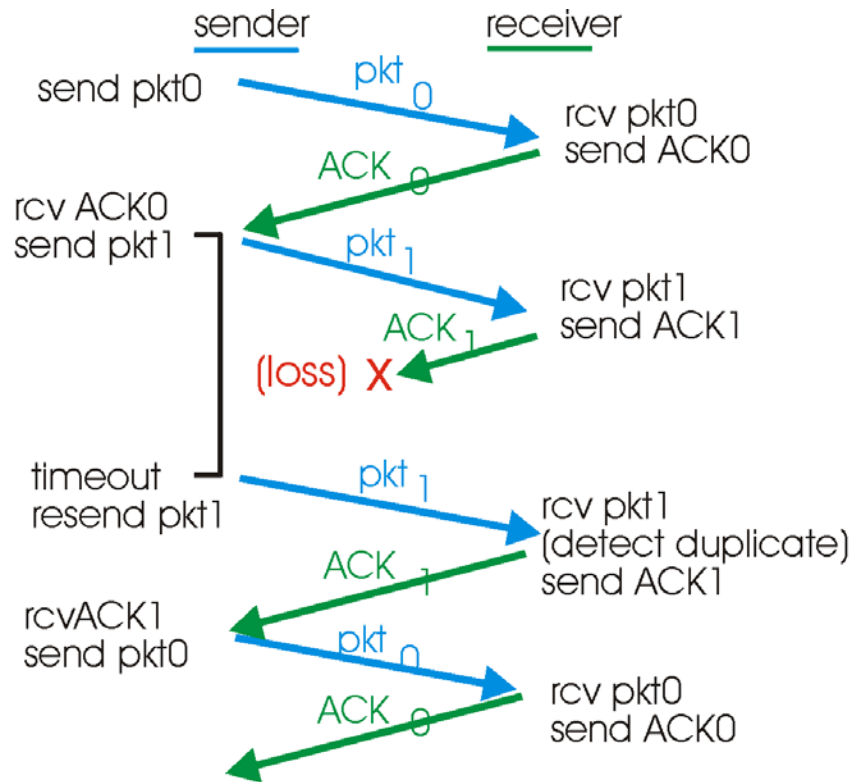 sender
receiver
send pkt0
pkt 0
rcv pkt0
send ACK0
ACK 0
rcv ACK0
send pkt1
pkt 1
rcv pkt1
send ACK1
ACK 1
(loss) X
timeout
resend pkt1
pkt 1
rcv pkt1
(detect duplicate)
send ACK1
ACK 1
rcvACK1
send pkt0
pkt 0
rcv pkt0
send ACK0
ACK 0